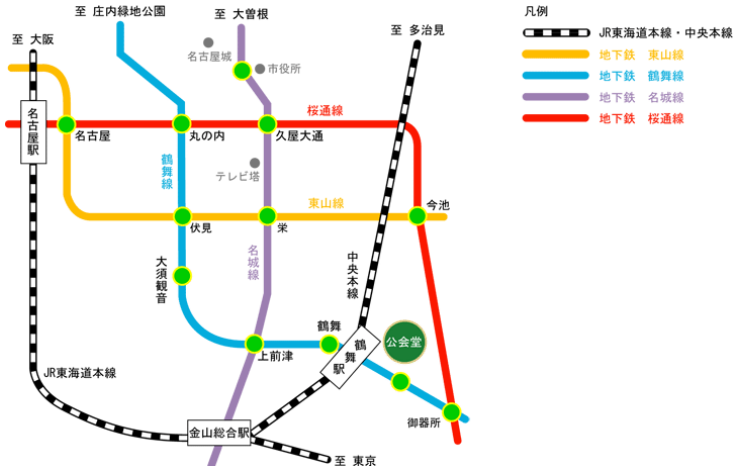 至 庄内緑地公園
至 大曽根
至 大阪
至 多治見
名古屋城
市役所
桜通線
名古屋駅
名古屋
丸の内
久屋大通
鶴舞線
テレビ塔
東山線
今池
伏見
栄
大須観音
名城線
中央本線
鶴舞
公会堂
鶴舞駅
上前津
JR東海道本線
御器所
金山総合駅
至 東京
凡例
JR東海道本線・中央本線
地下鉄 東山線
地下鉄 鶴舞線
地下鉄 名城線
地下鉄 桜通線